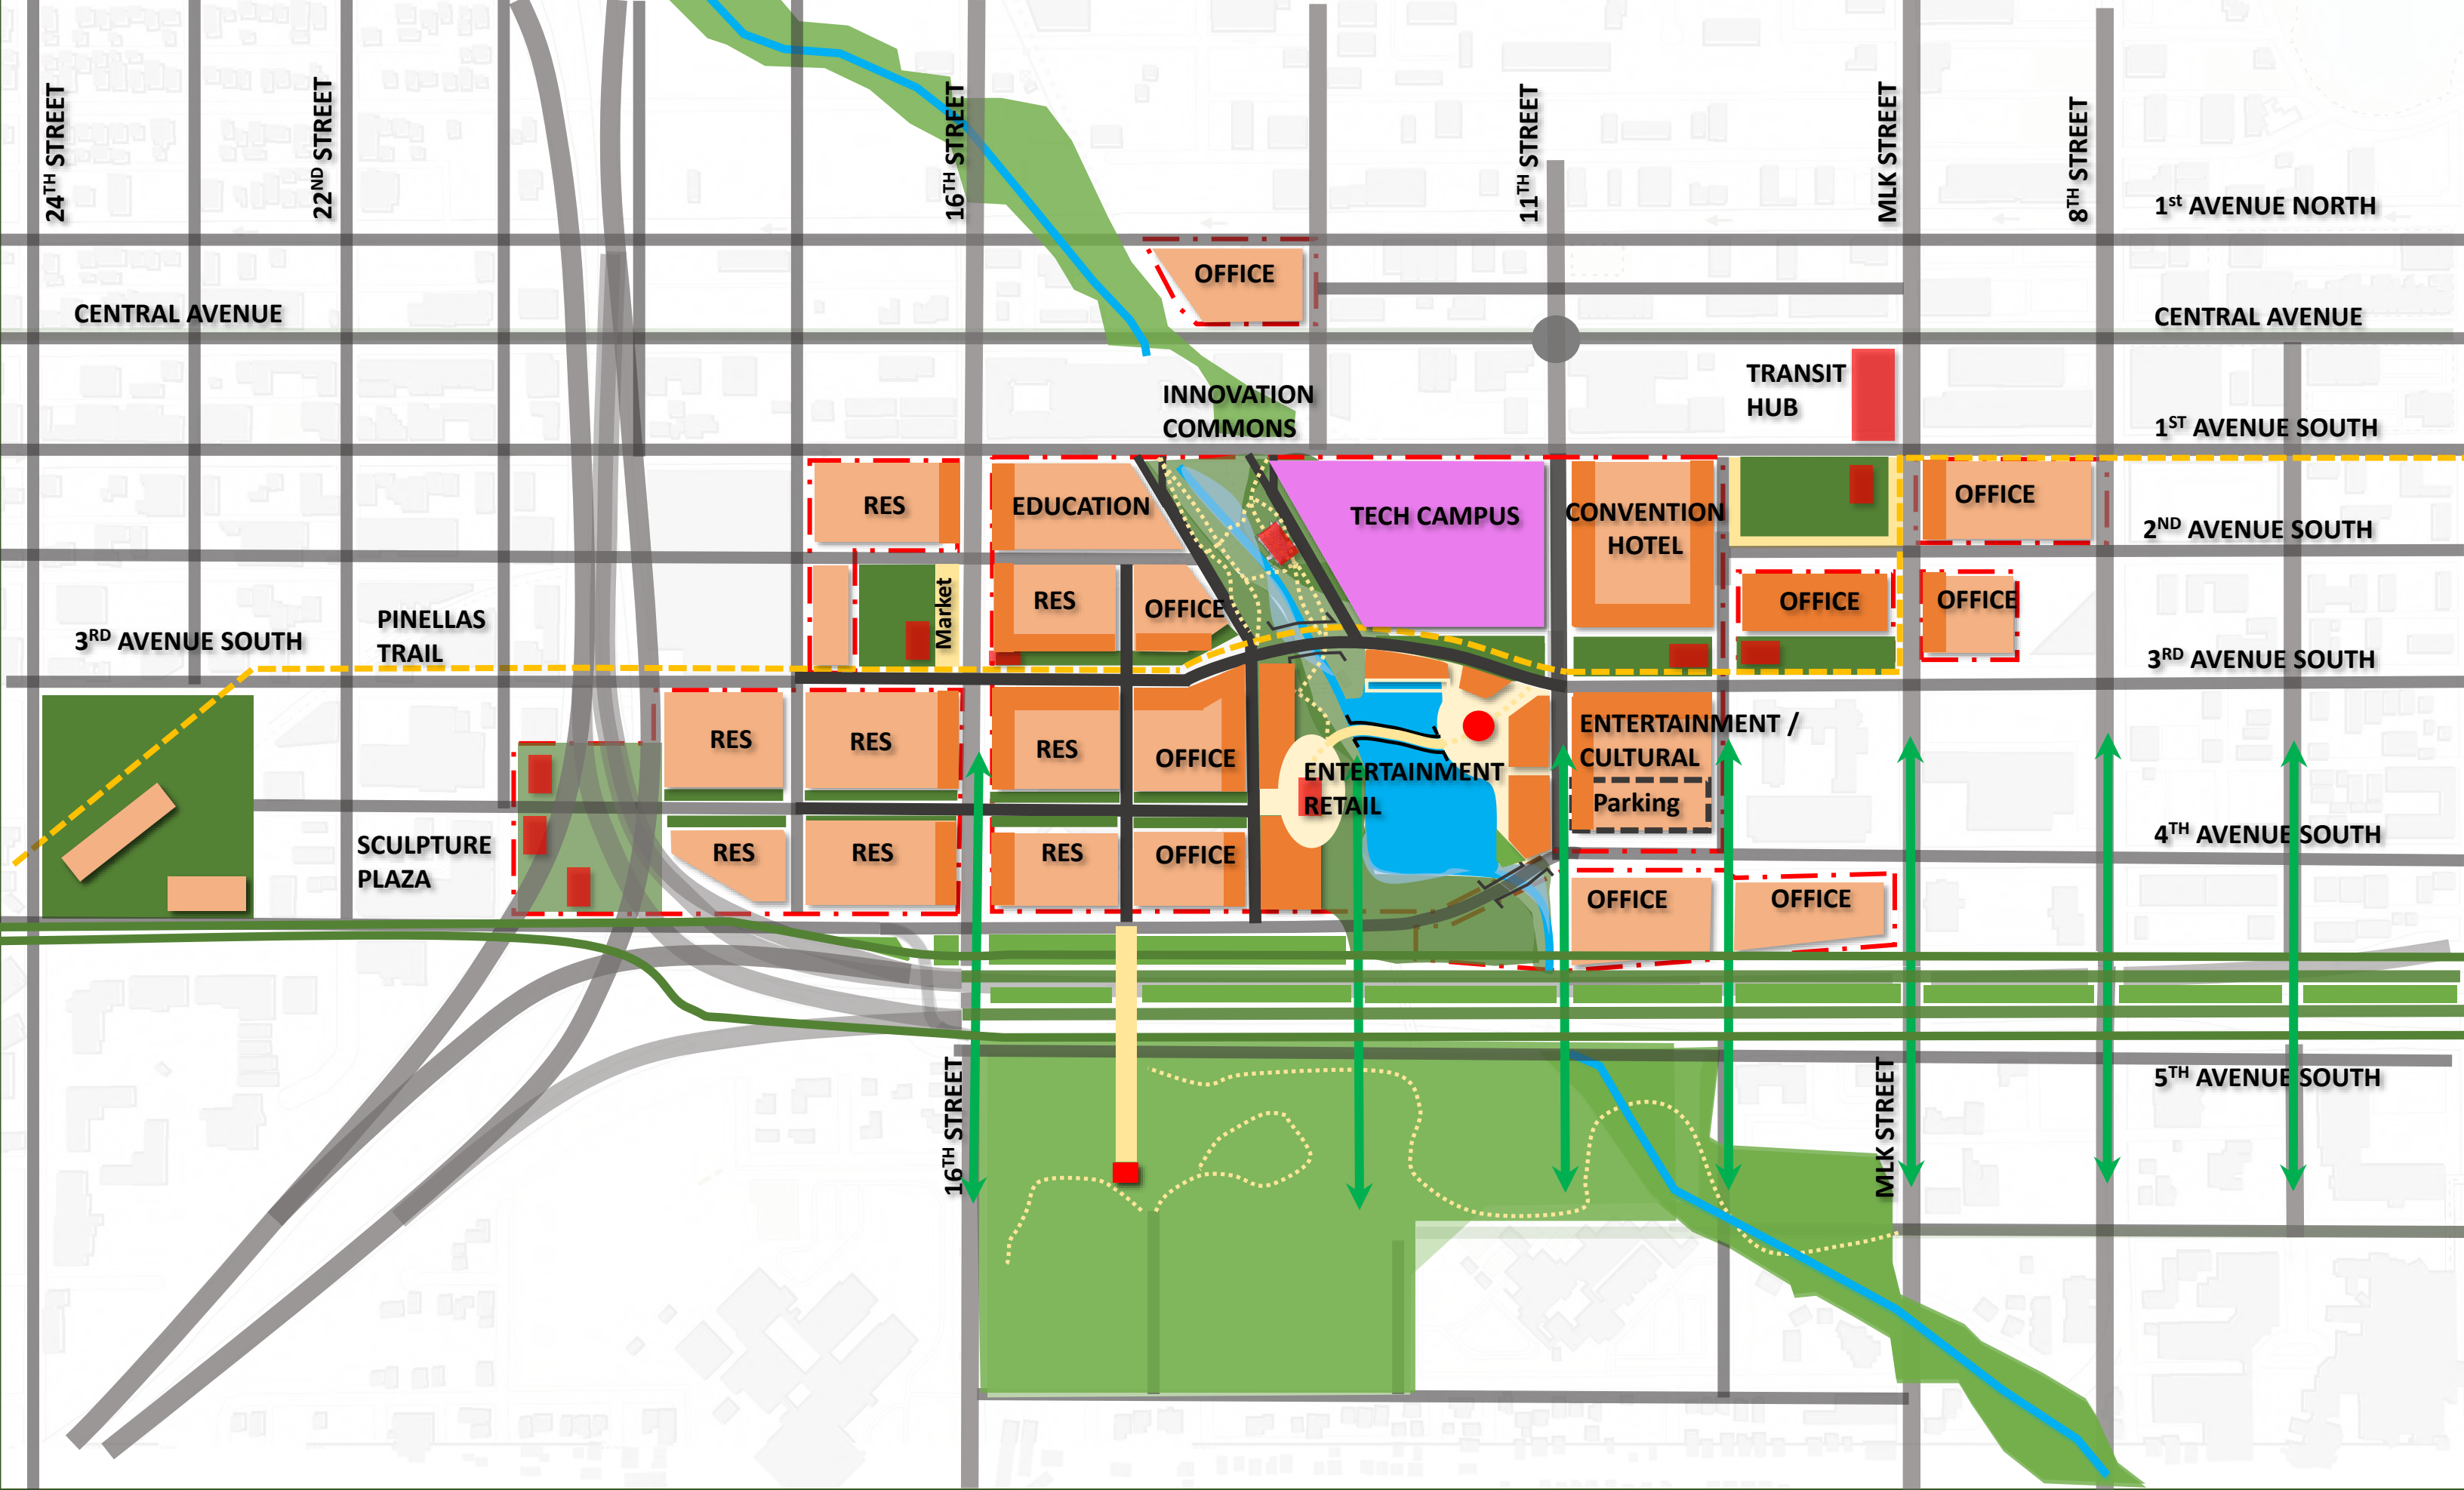 24TH STREET
22ND STREET
16TH STREET
11TH STREET
MLK STREET
8TH STREET
1st AVENUE NORTH
OFFICE
CENTRAL AVENUE
CENTRAL AVENUE
TRANSIT
HUB
INNOVATION
COMMONS
1ST AVENUE SOUTH
RES
EDUCATION
TECH CAMPUS
CONVENTION
HOTEL
OFFICE
2ND AVENUE SOUTH
Market
RES
OFFICE
OFFICE
OFFICE
PINELLAS
TRAIL
3RD AVENUE SOUTH
3RD AVENUE SOUTH
RES
RES
RES
OFFICE
ENTERTAINMENT /
CULTURAL
ENTERTAINMENT
RETAIL
Parking
4TH AVENUE SOUTH
SCULPTURE
PLAZA
RES
RES
RES
OFFICE
OFFICE
OFFICE
16TH STREET
MLK STREET
5TH AVENUE SOUTH